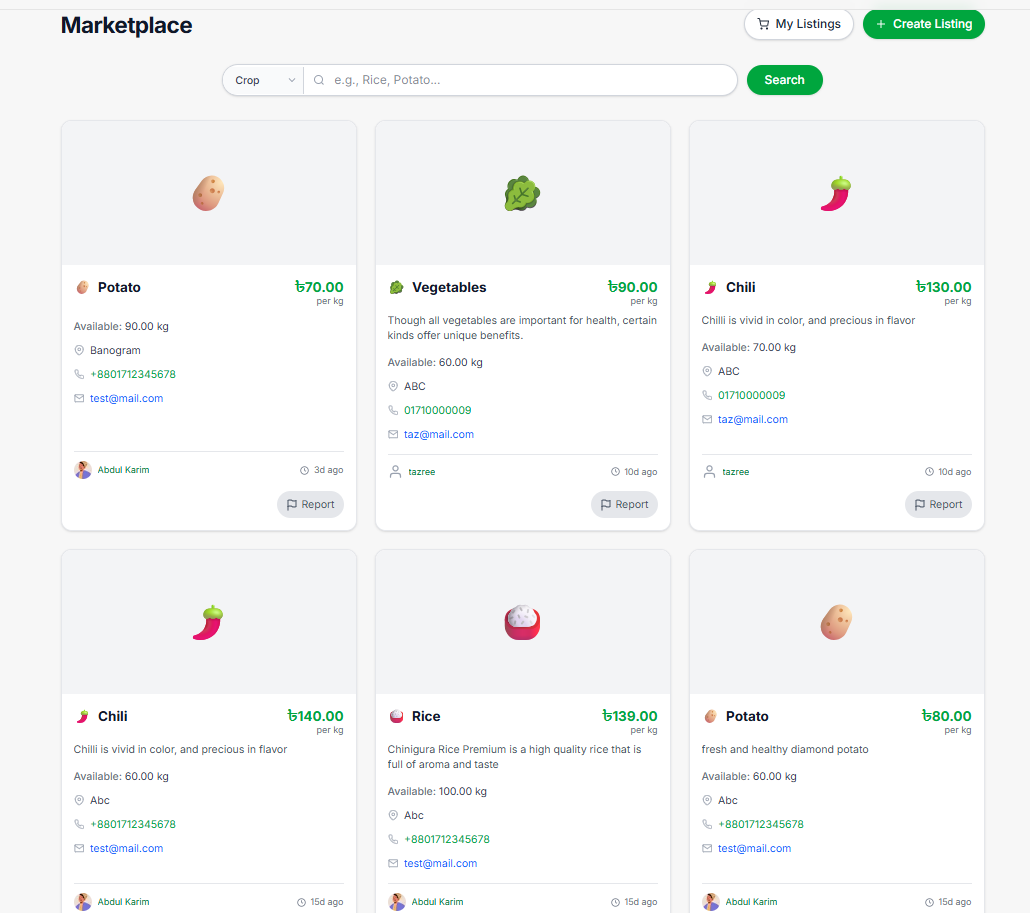 Marketplace
My Listings
+ Create Listing
Crop
e.g., Rice, Potato...
Search
Potato
৳70.00
per kg
Available: 90.00 kg
Banogram
+8801712345678
test@mail.com
Abdul Karim
3d ago
Report
Vegetables
৳90.00
per kg
Though all vegetables are important for health, certain
kinds offer unique benefits.
Available: 60.00 kg
ABC
01710000009
taz@mail.com
tazree
10d ago
Report
Chili
৳130.00
per kg
Chilli is vivid in color, and precious in flavor
Available: 70.00 kg
ABC
01710000009
taz@mail.com
tazree
10d ago
Report
Chili
৳140.00
per kg
Chilli is vivid in color, and precious in flavor
Available: 60.00 kg
Abc
+8801712345678
test@mail.com
Abdul Karim
15d ago
Rice
৳139.00
per kg
Chinigura Rice Premium is a high quality rice that is
full of aroma and taste
Available: 100.00 kg
Abc
+8801712345678
test@mail.com
Abdul Karim
15d ago
Potato
৳80.00
per kg
fresh and healthy diamond potato
Available: 60.00 kg
Abc
+8801712345678
test@mail.com
Abdul Karim
15d ago